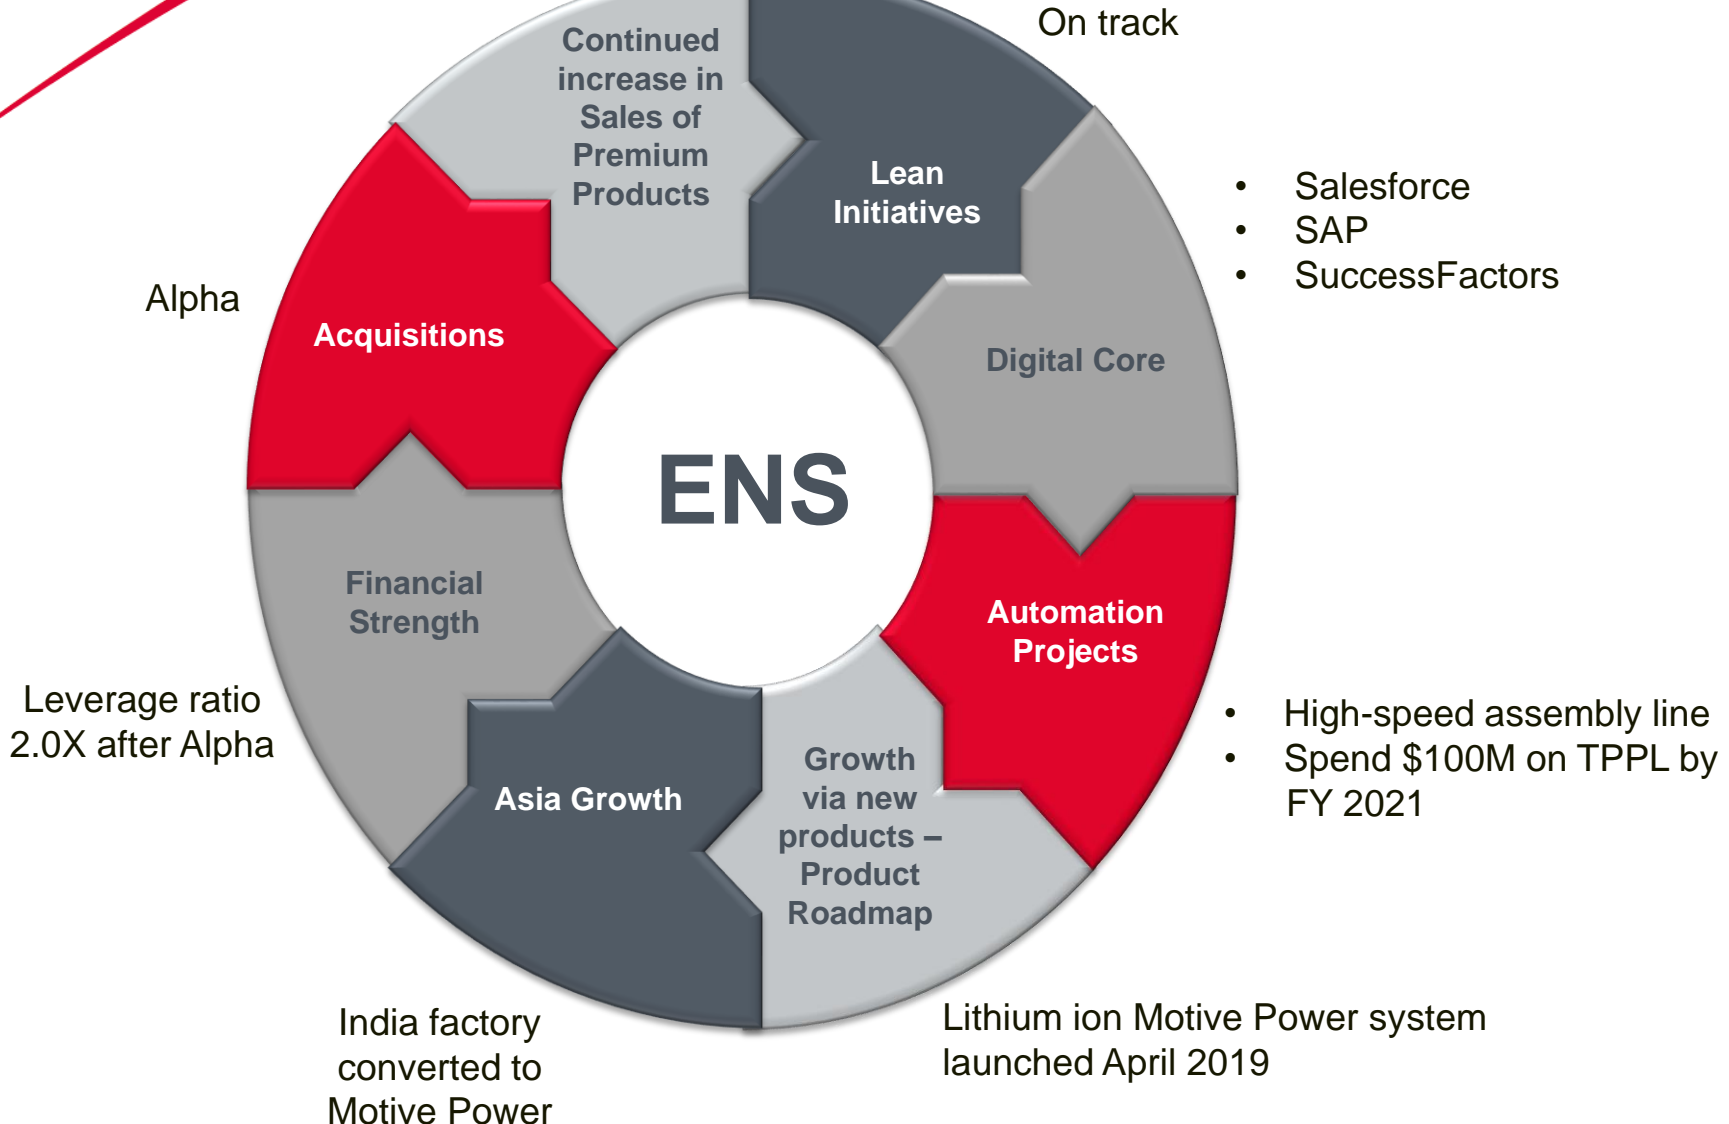 On track
Continued
increase in
Sales of
Premium
Products
Lean
Initiatives
• Salesforce
• SAP
• SuccessFactors
Alpha
Acquisitions
Digital Core
ENS
Financial
Strength
Automation
Projects
Leverage ratio
2.0X after Alpha
• High-speed assembly line
• Spend $100M on TPPL by
FY 2021
Asia Growth
Growth
via new
products –
Product
Roadmap
India factory
converted to
Motive Power
Lithium ion Motive Power system
launched April 2019